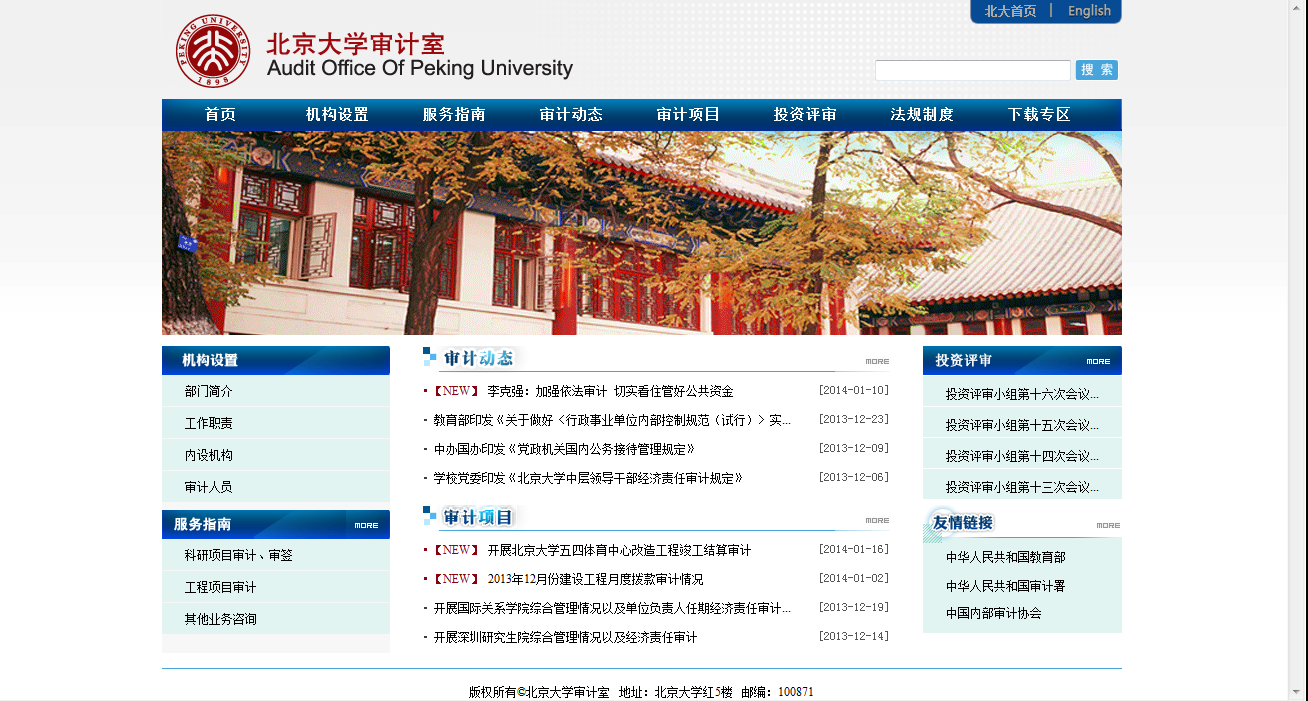 北大首页 | English
PEKING UNIVERSITY
1898
北京大学审计室
Audit Office Of Peking University
搜 索
首页 机构设置 服务指南 审计动态 审计项目 投资评审 法规制度 下载专区
机构设置
部门简介
工作职责
内设机构
审计人员
服务指南 MORE
科研项目审计、审签
工程项目审计
其他业务咨询
审计动态 MORE
【NEW】 李克强：加强依法审计 切实看住管好公共资金 [2014-01-10]
教育部印发《关于做好〈行政事业单位内部控制规范（试行）〉实... [2013-12-23]
中办国办印发《党政机关国内公务接待管理规定》 [2013-12-09]
学校党委印发《北京大学中层领导干部经济责任审计规定》 [2013-12-06]
审计项目 MORE
【NEW】 开展北京大学五四体育中心改造工程竣工结算审计 [2014-01-16]
【NEW】 2013年12月份建设工程月度拨款审计情况 [2014-01-02]
开展国际关系学院综合管理情况以及单位负责人任期经济责任审计... [2013-12-19]
开展深圳研究生院综合管理情况以及经济责任审计 [2013-12-14]
投资评审 MORE
投资评审小组第十六次会议...
投资评审小组第十五次会议...
投资评审小组第十四次会议...
投资评审小组第十三次会议...
友情链接 MORE
中华人民共和国教育部
中华人民共和国审计署
中国内部审计协会
版权所有©北京大学审计室 地址：北京大学红5楼 邮编：100871